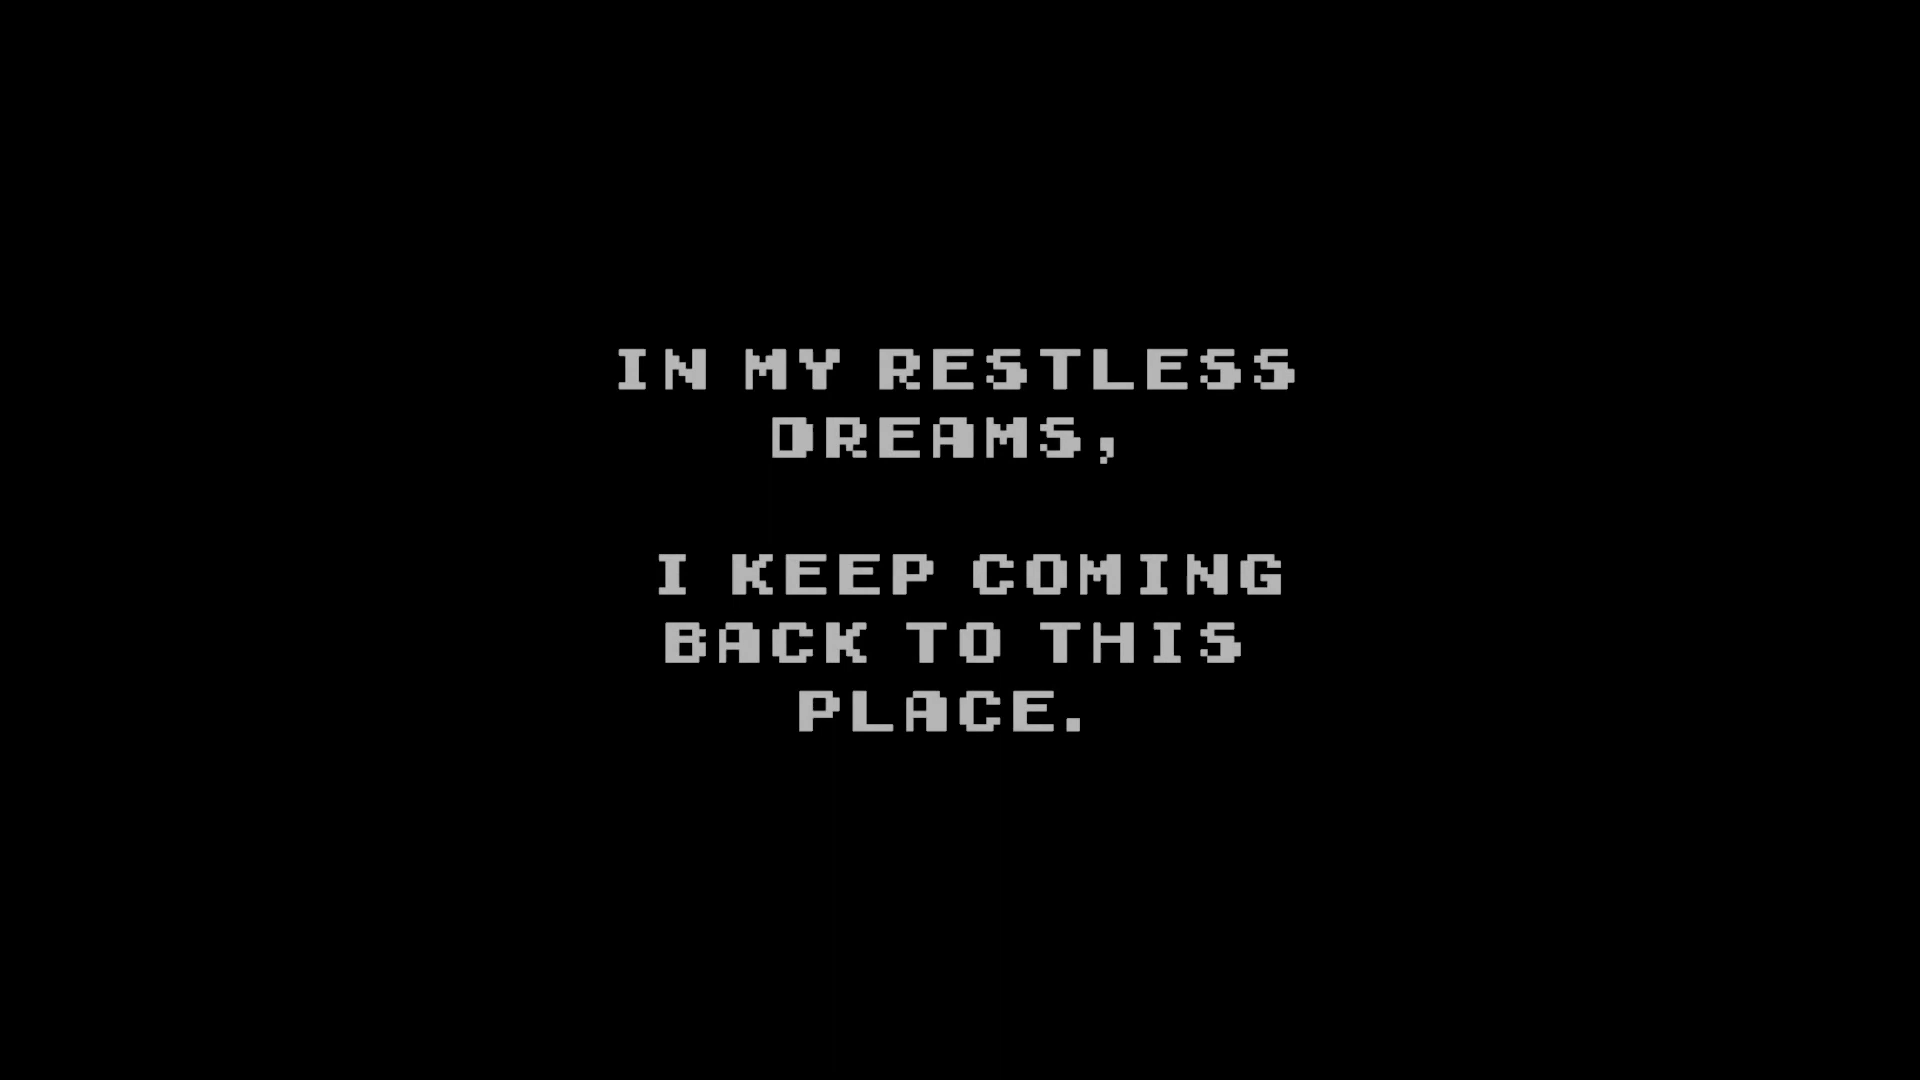 IN MY RESTLESS
DREAMS,
I KEEP COMING
BACK TO THIS
PLACE.